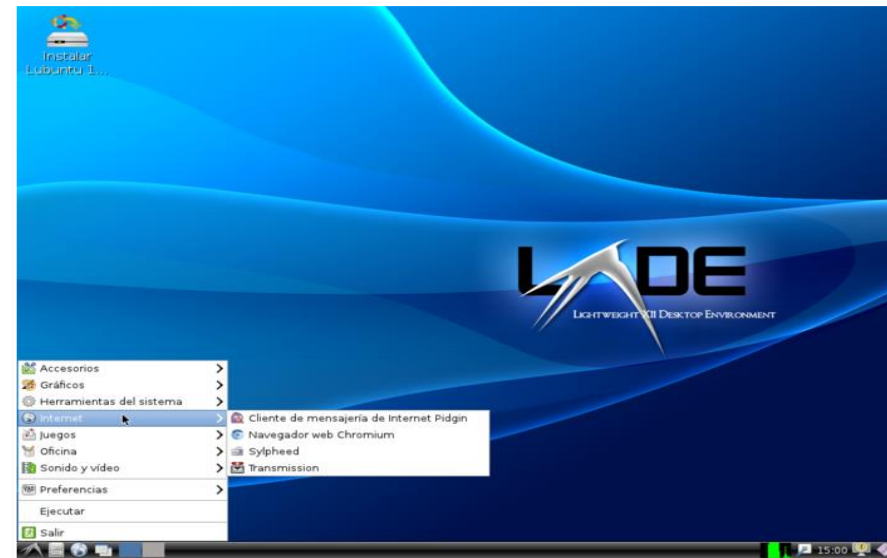 Instalar
Lubuntu 1...
LXDE
LIGHTWEIGHT X11 DESKTOP ENVIRONMENT
Accesorios
Gráficos
Herramientas del sistema
Internet
Juegos
Oficina
Sonido y vídeo
Preferencias
Ejecutar
Salir
Cliente de mensajería de Internet Pidgin
Navegador web Chromium
Sylpheed
Transmission
15:00